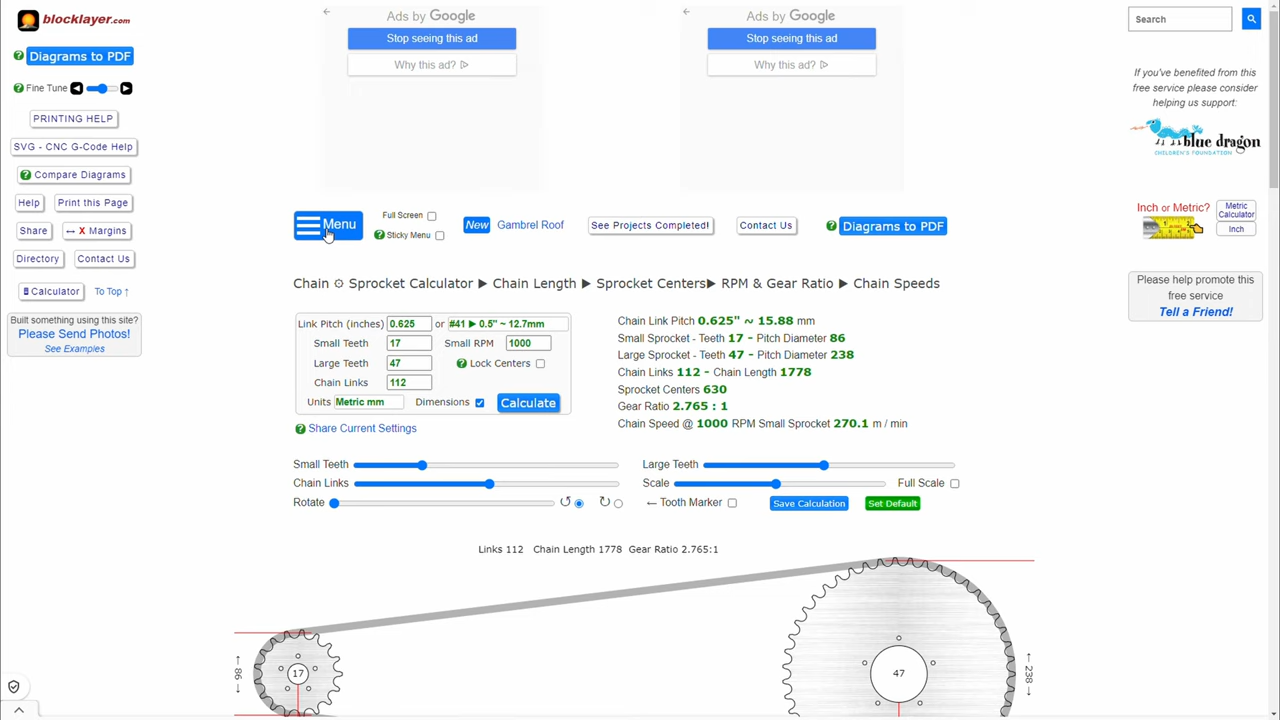 blocklayer.com
Diagrams to PDF
Fine Tune
PRINTING HELP
SVG - CNC G-Code Help
Compare Diagrams
Help Print this Page
Share ↔ X Margins
Directory Contact Us
Calculator To Top ↑
Built something using this site?
Please Send Photos!
See Examples
Ads by Google
Stop seeing this ad
Why this ad?
Ads by Google
Stop seeing this ad
Why this ad?
Menu
Full Screen
Sticky Menu
New Gambrel Roof
See Projects Completed!
Contact Us
Diagrams to PDF
Chain ⚙ Sprocket Calculator ► Chain Length ► Sprocket Centers► RPM & Gear Ratio ► Chain Speeds
Link Pitch (inches) 0.625 or #41 ► 0.5" ~ 12.7mm
Small Teeth 17 Small RPM 1000
Large Teeth 47 Lock Centers
Chain Links 112
Units Metric mm Dimensions Calculate
Share Current Settings
Chain Link Pitch 0.625" ~ 15.88 mm
Small Sprocket - Teeth 17 - Pitch Diameter 86
Large Sprocket - Teeth 47 - Pitch Diameter 238
Chain Links 112 - Chain Length 1778
Sprocket Centers 630
Gear Ratio 2.765 : 1
Chain Speed @ 1000 RPM Small Sprocket 270.1 m / min
Small Teeth Large Teeth
Chain Links Scale Full Scale
Rotate ↺ ↻ ← Tooth Marker Save Calculation Set Default
Links 112 Chain Length 1778 Gear Ratio 2.765:1
← 86 →
17
47
← 238 →
Search
If you've benefited from this
free service please consider
helping us support:
blue dragon
CHILDREN'S FOUNDATION
Inch or Metric?
Metric
Calculator
Inch
Please help promote this
free service
Tell a Friend!